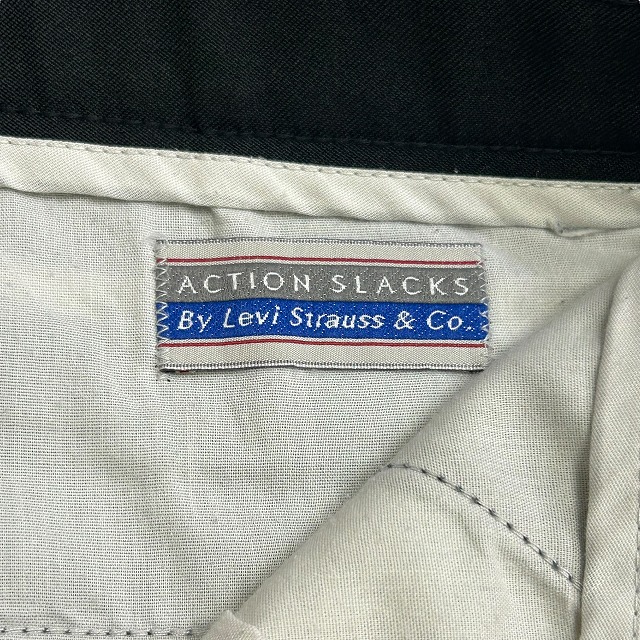 ACTION SLACKS
By Levi Strauss & Co.